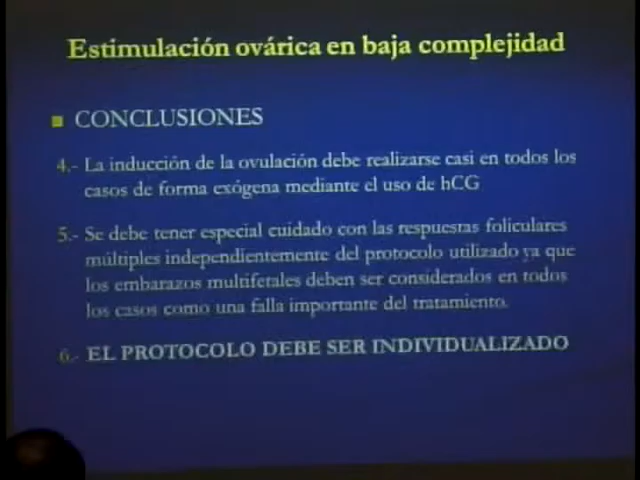 Estimulación ovárica en baja complejidad
CONCLUSIONES
4.- La inducción de la ovulación debe realizarse casi en todos los
casos de forma exógena mediante el uso de hCG
5.- Se debe tener especial cuidado con las respuestas foliculares
múltiples independientemente del protocolo utilizado ya que
los embarazos multifetales deben ser considerados en todos
los casos como una falla importante del tratamiento.
6.- EL PROTOCOLO DEBE SER INDIVIDUALIZADO